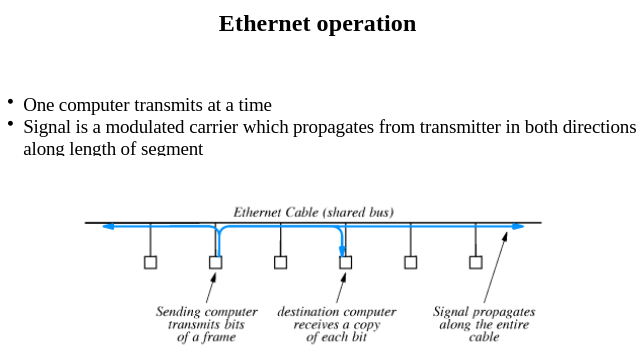 Ethernet operation
• One computer transmits at a time
• Signal is a modulated carrier which propagates from transmitter in both directions
along length of segment
Ethernet Cable (shared bus)
Sending computer
transmits bits
of a frame
destination computer
receives a copy
of each bit
Signal propagates
along the entire
cable